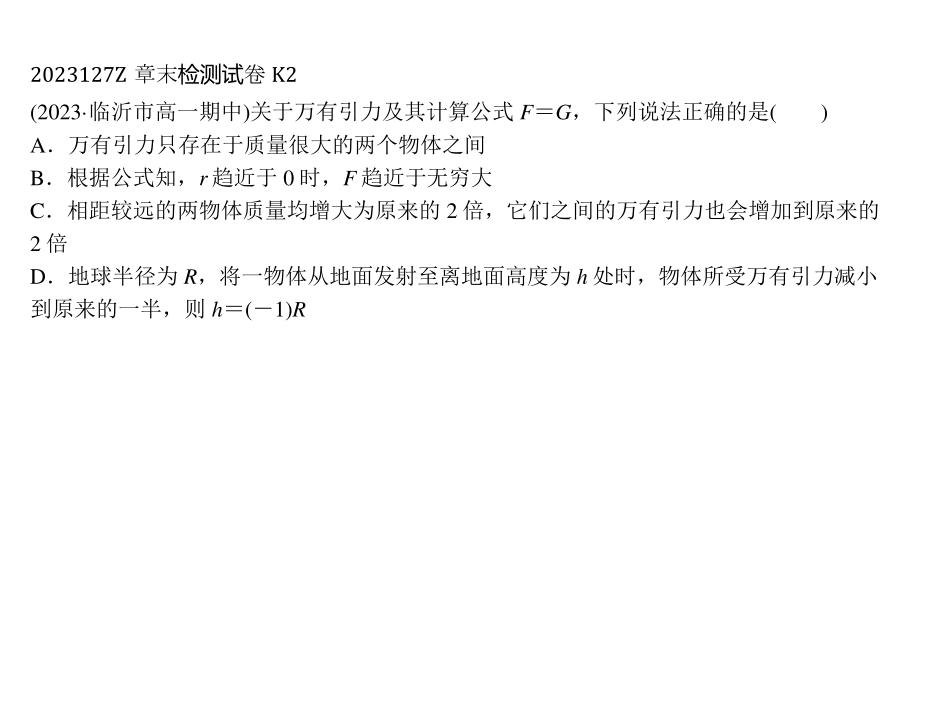 2023127Z 章末检测试卷 K2
(2023·临沂市高一期中)关于万有引力及其计算公式 F＝G，下列说法正确的是(　　)
A．万有引力只存在于质量很大的两个物体之间
B．根据公式知，r 趋近于 0 时，F 趋近于无穷大
C．相距较远的两物体质量均增大为原来的 2 倍，它们之间的万有引力也会增加到原来的
2 倍
D．地球半径为 R，将一物体从地面发射至离地面高度为 h 处时，物体所受万有引力减小
到原来的一半，则 h＝(－1)R